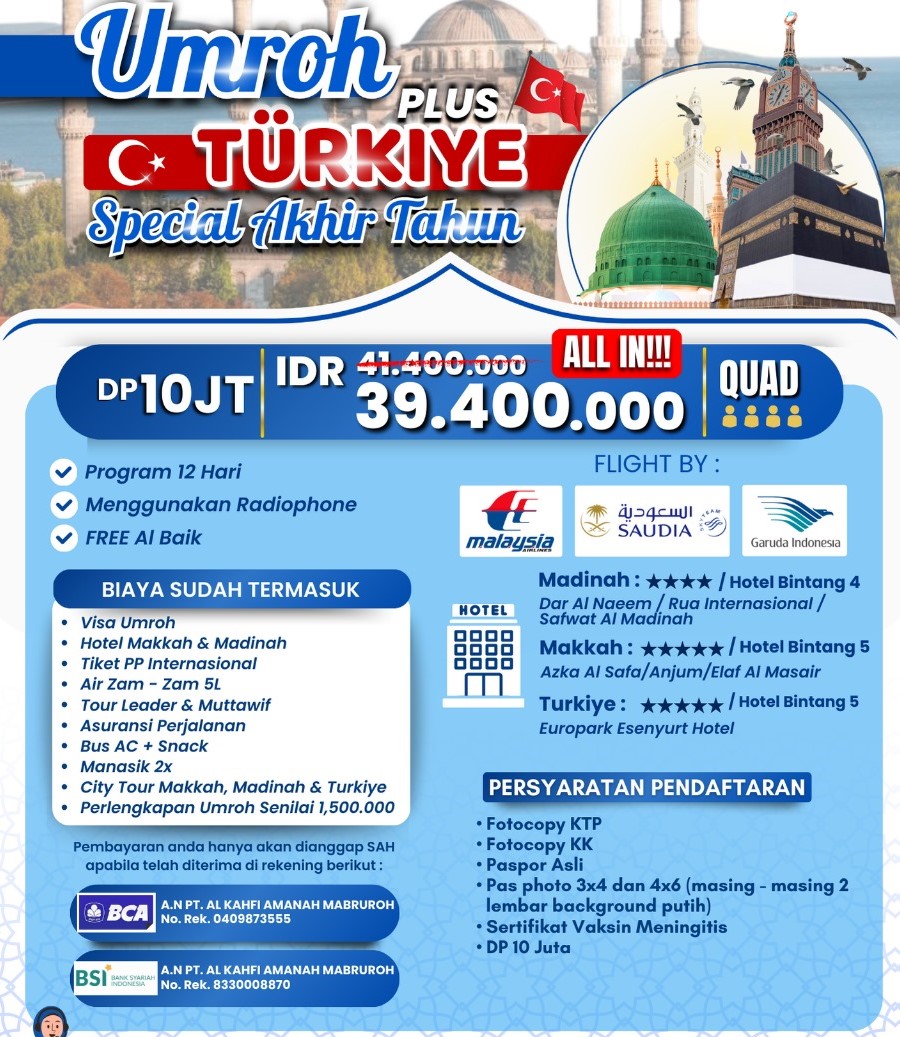 Umroh
PLUS
TÜRKIYE
Special Akhir Tahun
DP10JT
IDR 41.400.000
ALL IN!!!
39.400.000
QUAD
Program 12 Hari
Menggunakan Radiophone
FREE Al Baik
FLIGHT BY :
malaysia
AIRLINES
السعودية
SAUDIA
SKYTEAM
Garuda Indonesia
BIAYA SUDAH TERMASUK
• Visa Umroh
• Hotel Makkah & Madinah
• Tiket PP Internasional
• Air Zam - Zam 5L
• Tour Leader & Muttawif
• Asuransi Perjalanan
• Bus AC + Snack
• Manasik 2x
• City Tour Makkah, Madinah & Turkiye
• Perlengkapan Umroh Senilai 1,500.000
HOTEL
Madinah : ★★★★ / Hotel Bintang 4
Dar Al Naeem / Rua Internasional /
Safwat Al Madinah
Makkah : ★★★★★ / Hotel Bintang 5
Azka Al Safa/Anjum/Elaf Al Masair
Turkiye : ★★★★★ / Hotel Bintang 5
Europark Esenyurt Hotel
PERSYARATAN PENDAFTARAN
• Fotocopy KTP
• Fotocopy KK
• Paspor Asli
• Pas photo 3x4 dan 4x6 (masing - masing 2
lembar background putih)
• Sertifikat Vaksin Meningitis
• DP 10 Juta
Pembayaran anda hanya akan dianggap SAH
apabila telah diterima di rekening berikut :
BCA
A.N PT. AL KAHFI AMANAH MABRUROH
No. Rek. 0409873555
BSI
BANK SYARIAH
INDONESIA
A.N PT. AL KAHFI AMANAH MABRUROH
No. Rek. 8330008870